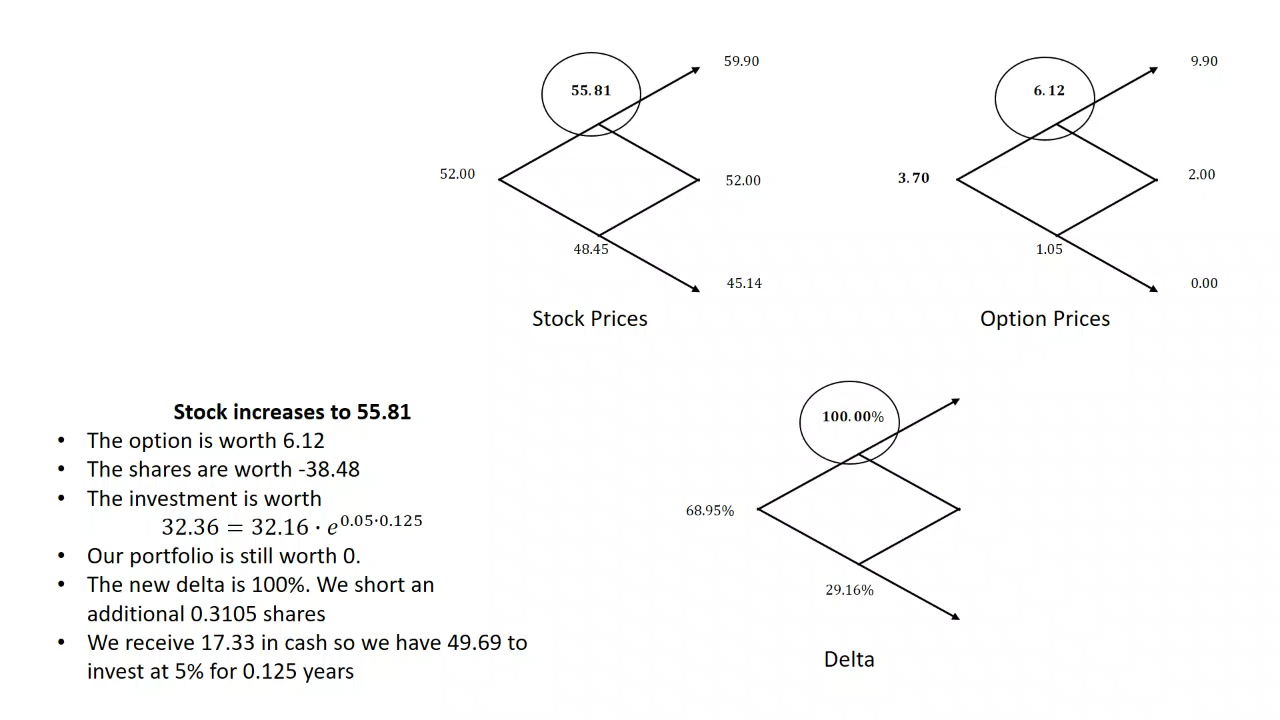 59.90
55.81
52.00
52.00
48.45
45.14
Stock Prices
9.90
6.12
3.70
2.00
1.05
0.00
Option Prices
Stock increases to 55.81
• The option is worth 6.12
• The shares are worth -38.48
• The investment is worth
32.36 = 32.16 · e^0.05·0.125
• Our portfolio is still worth 0.
• The new delta is 100%. We short an
additional 0.3105 shares
• We receive 17.33 in cash so we have 49.69 to
invest at 5% for 0.125 years
100.00%
68.95%
29.16%
Delta